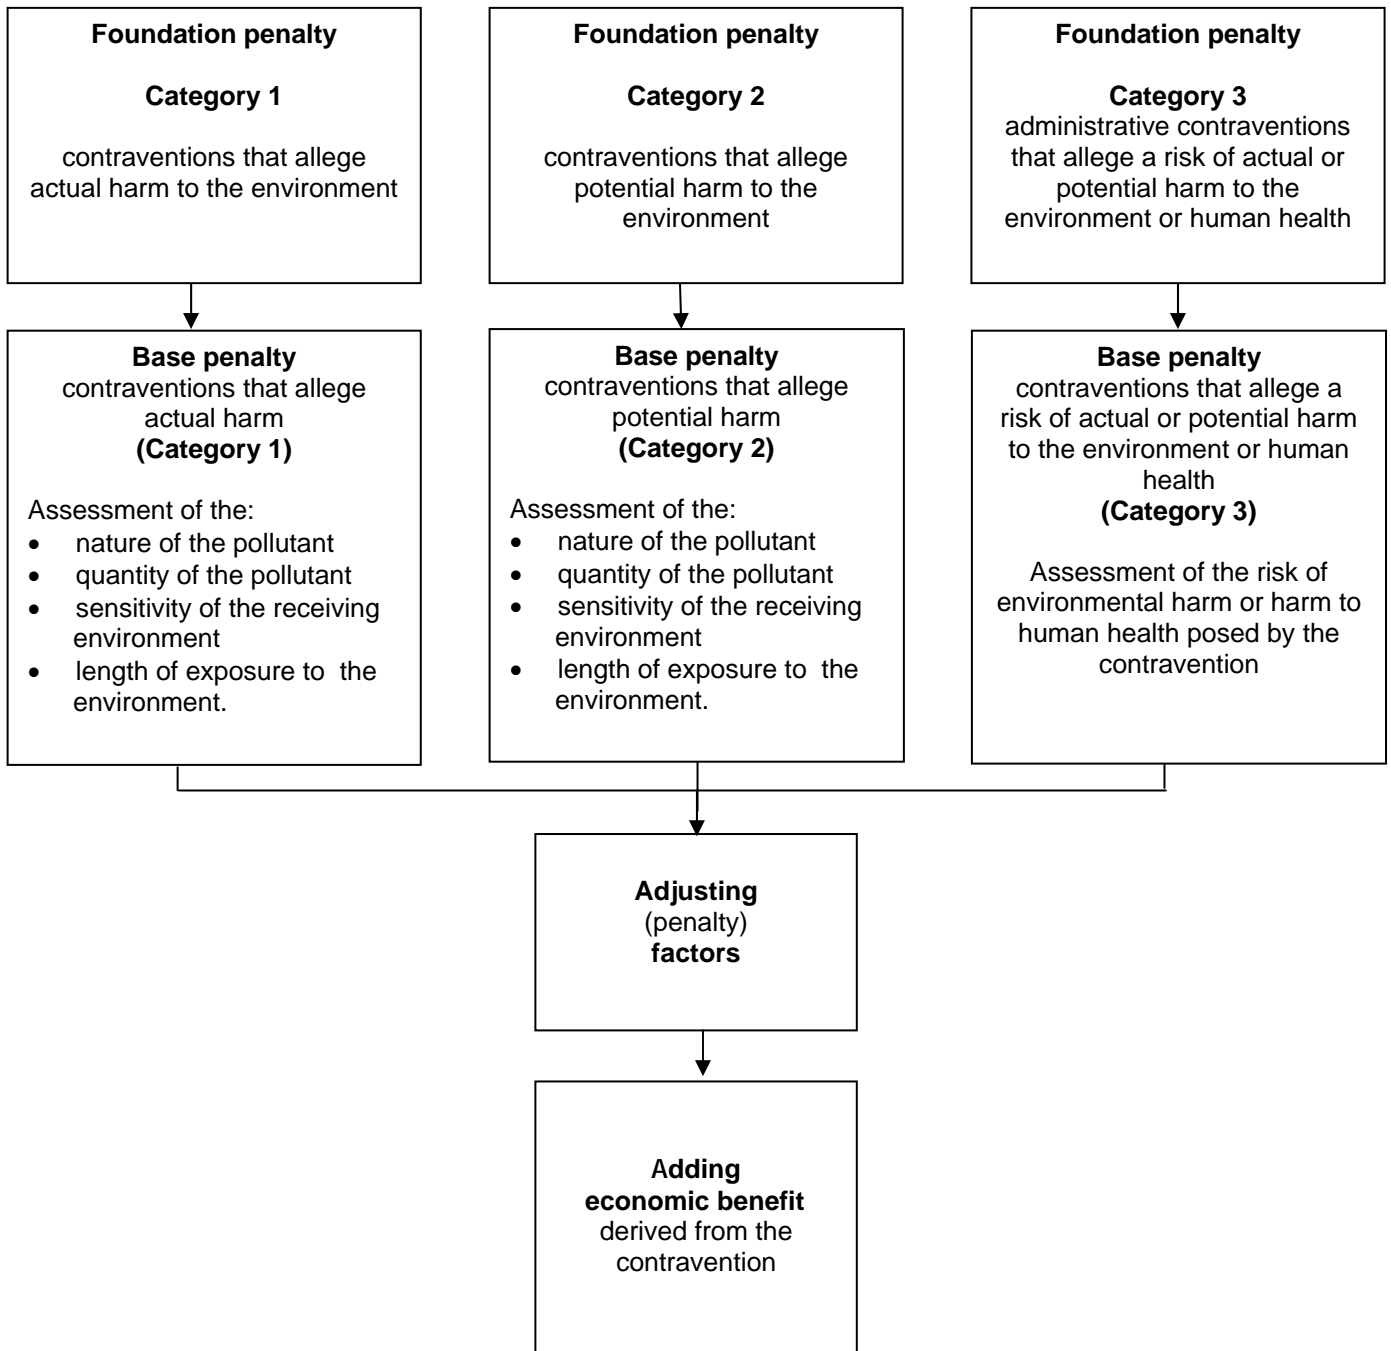 Foundation penalty
Category 1
contraventions that allege
actual harm to the environment
Foundation penalty
Category 2
contraventions that allege
potential harm to the
environment
Foundation penalty
Category 3
administrative contraventions
that allege a risk of actual or
potential harm to the
environment or human health
Base penalty
contraventions that allege
actual harm
(Category 1)
Assessment of the:
• nature of the pollutant
• quantity of the pollutant
• sensitivity of the receiving
environment
• length of exposure to the
environment.
Base penalty
contraventions that allege
potential harm
(Category 2)
Assessment of the:
• nature of the pollutant
• quantity of the pollutant
• sensitivity of the receiving
environment
• length of exposure to the
environment.
Base penalty
contraventions that allege a
risk of actual or potential harm
to the environment or human
health
(Category 3)
Assessment of the risk of
environmental harm or harm to
human health posed by the
contravention
Adjusting
(penalty)
factors
Adding
economic benefit
derived from the
contravention